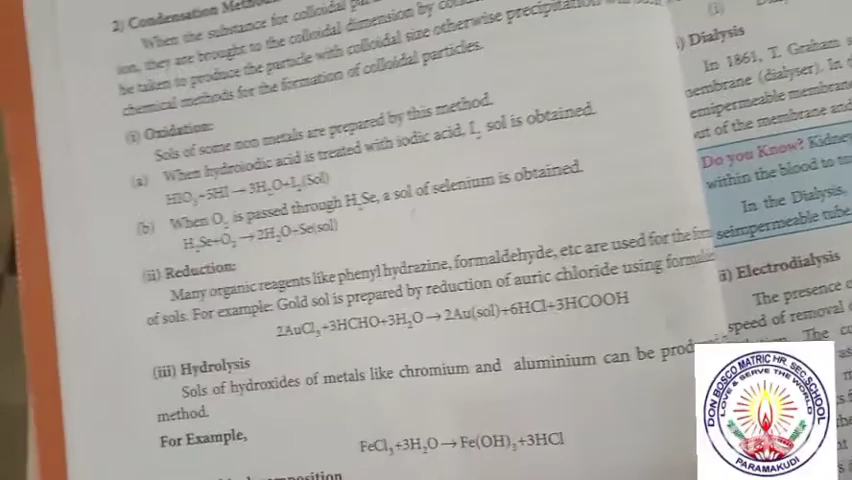 2) Condensation
When the substance for colloidal
ion, they are brought to the colloidal dimension by
be taken to produce the particle with colloidal size otherwise precipitation
chemical methods for the formation of colloidal particles.
(i) Oxidation:
Sols of some non metals are prepared by this method.
(a) When hydroiodic acid is treated with iodic acid, I₂ sol is obtained.
HIO₃+5HI→3H₂O+I₂(Sol)
(b) When O₂ is passed through H₂Se, a sol of selenium is obtained.
H₂Se+O₂→2H₂O+Se(sol)
(ii) Reduction:
Many organic reagents like phenyl hydrazine, formaldehyde, etc are used for the
of sols. For example: Gold sol is prepared by reduction of auric chloride using
2AuCl₃+3HCHO+3H₂O→2Au(sol)+6HCl+3HCOOH
(iii) Hydrolysis
Sols of hydroxides of metals like chromium and aluminium can be
method.
For Example,
FeCl₃+3H₂O→Fe(OH)₃+3HCl
(i)
i) Dialysis
In 1861, T. Graham
membrane (dialyser). In
emipermeable membrane
out of the membrane and
Do you Know? Kidney
within the blood to
In the Dialysis,
seimpermeable tube
ii) Electrodialysis
The presence
speed of removal
The
DON BOSCO MATRIC HR. SEC SCHOOL
LOVE & SERVE THE WORLD
PARAMAKUDI